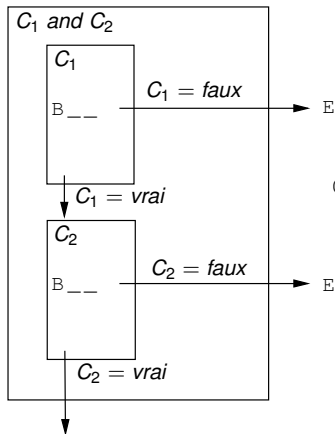 C₁ and C₂
C₁
C₁ = faux
B__
E
C₁ = vrai
C₂
C₂ = faux
B__
E
C₂ = vrai